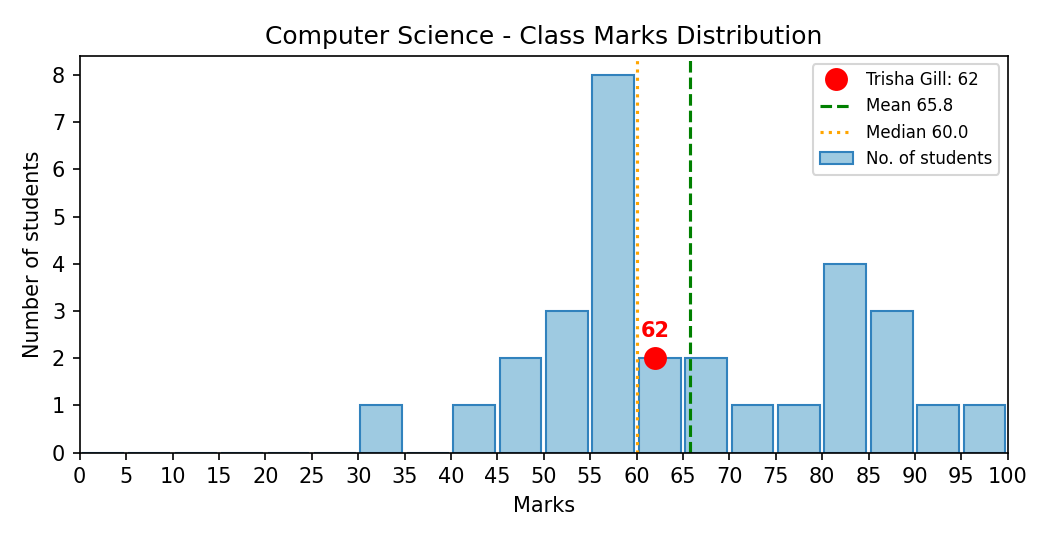 Computer Science - Class Marks Distribution
Trisha Gill: 62
Mean 65.8
Median 60.0
No. of students
Number of students
8
7
6
5
4
3
2
1
0
62
0 5 10 15 20 25 30 35 40 45 50 55 60 65 70 75 80 85 90 95 100
Marks